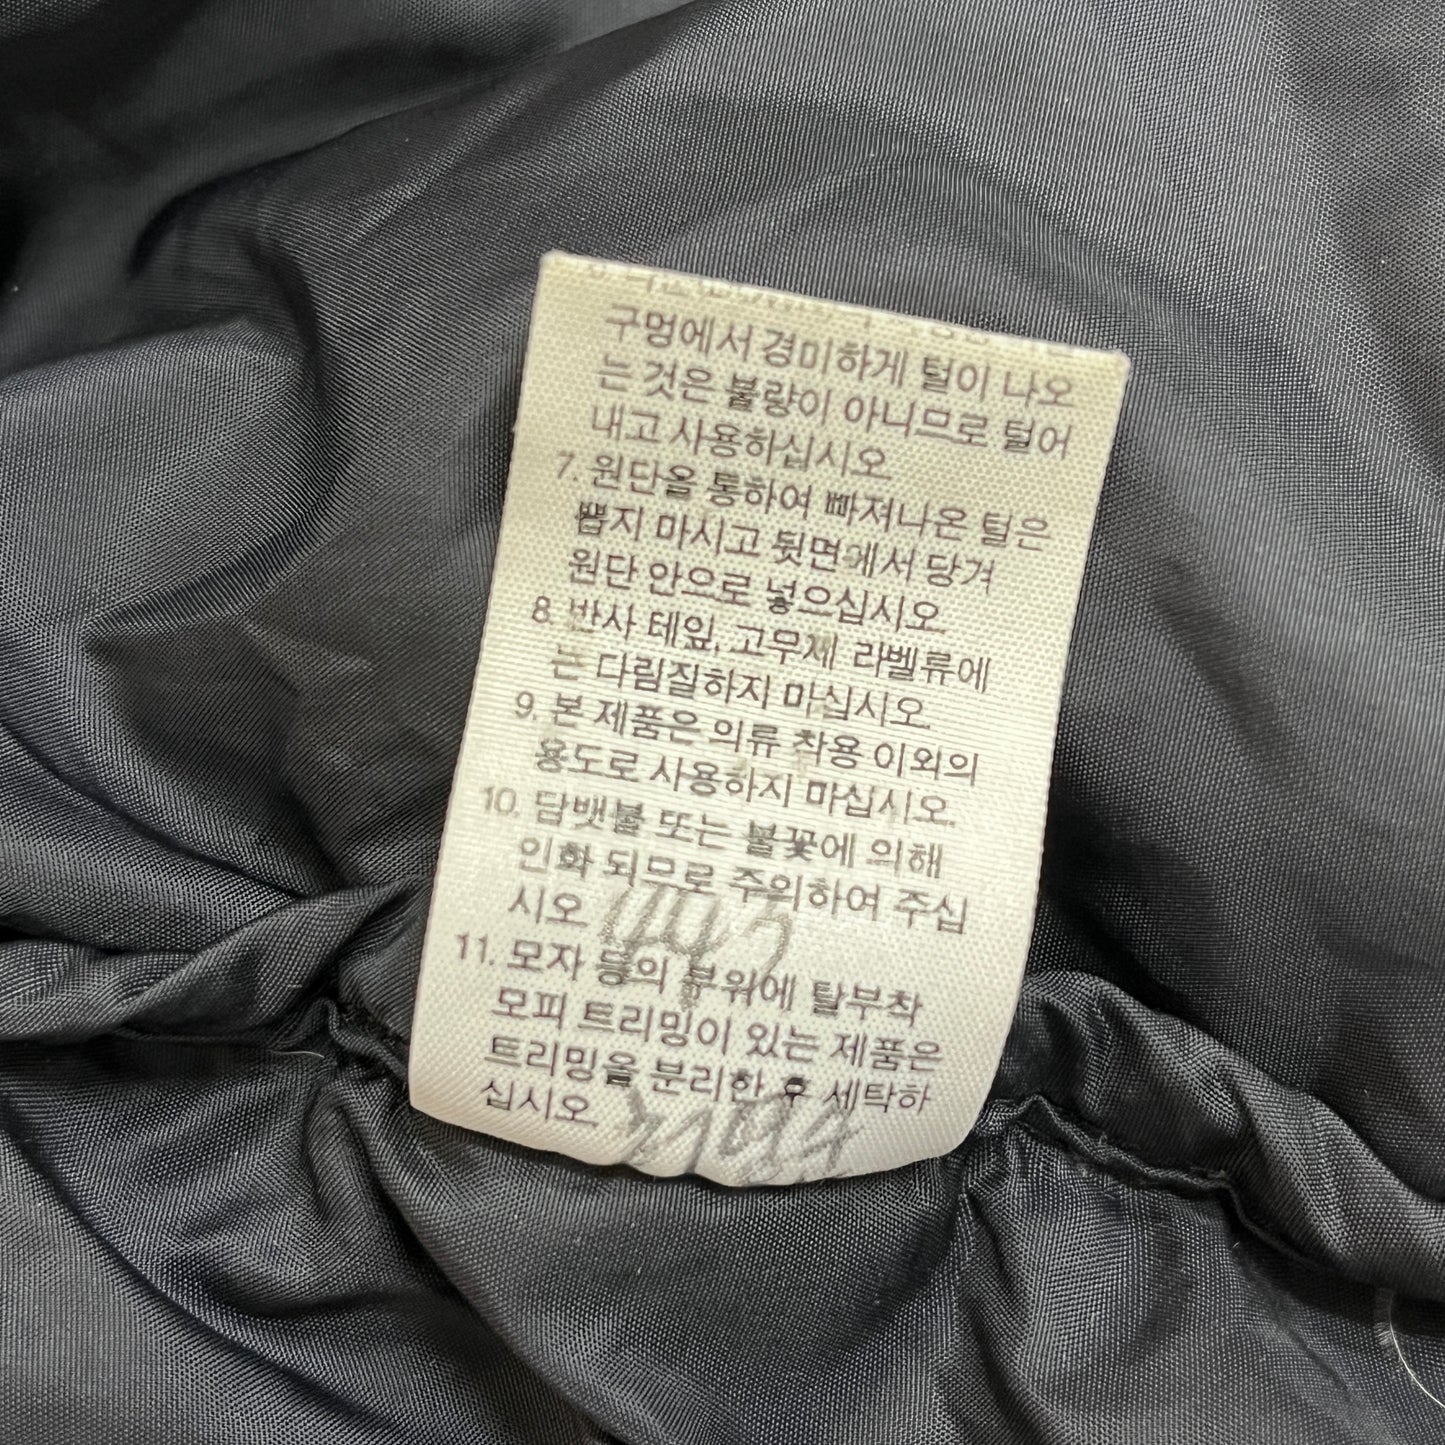 구멍에서 경미하게 털이 나오
는 것은 불량이 아니므로 털어
내고 사용하십시오.
7. 원단을 통하여 빠져나온 털은
뽑지 마시고 뒷면에서 당겨
원단 안으로 넣으십시오.
8. 반사 테잎, 고무제 라벨류에
는 다림질하지 마십시오.
9. 본 제품은 의류 착용 이외의
용도로 사용하지 마십시오.
10. 담뱃불 또는 불꽃에 의해
인화 되므로 주의하여 주십
시오
11. 모자 등의 부위에 탈부착
모피 트리밍이 있는 제품은
트리밍을 분리한 후 세탁하
십시오